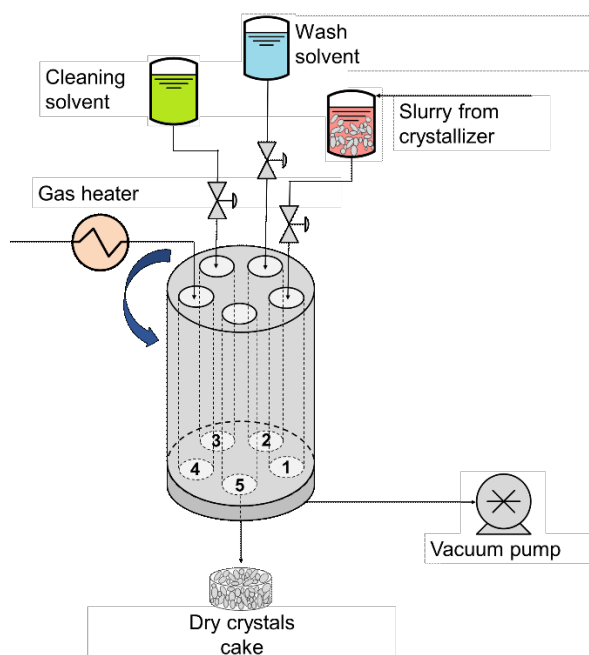 Wash
solvent
Cleaning
solvent
Slurry from
crystallizer
Gas heater
3
2
4
1
5
Vacuum pump
Dry crystals
cake